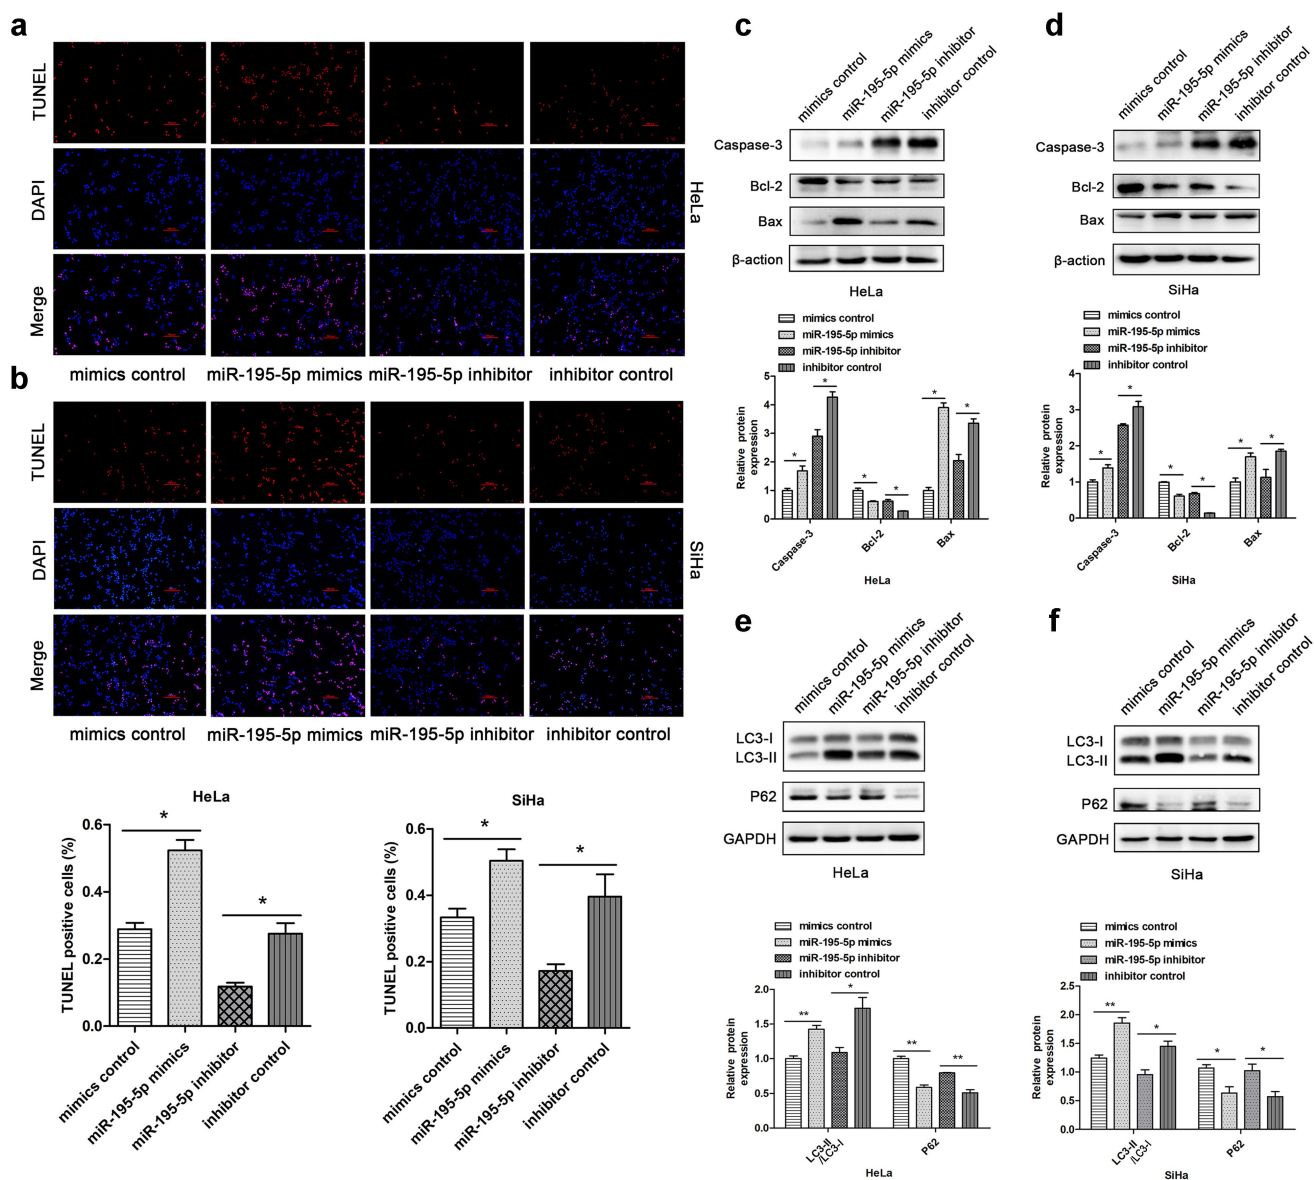 a
TUNEL
DAPI
Merge
HeLa
mimics control miR-195-5p mimics miR-195-5p inhibitor inhibitor control
b
TUNEL
DAPI
Merge
SiHa
mimics control miR-195-5p mimics miR-195-5p inhibitor inhibitor control
HeLa
TUNEL positive cells (%)
0.6
0.4
0.2
0.0
*
*
mimics control
miR-195-5p mimics
miR-195-5p inhibitor
inhibitor control
SiHa
TUNEL positive cells (%)
0.6
0.4
0.2
0.0
*
*
mimics control
miR-195-5p mimics
miR-195-5p inhibitor
inhibitor control
c
mimics control
miR-195-5p mimics
miR-195-5p inhibitor
inhibitor control
Caspase-3
Bcl-2
Bax
β-action
HeLa
mimics control
miR-195-5p mimics
miR-195-5p inhibitor
inhibitor control
Relative protein
expression
5
4
3
2
1
0
*
*
*
*
*
*
Caspase-3
Bcl-2
Bax
HeLa
d
mimics control
miR-195-5p mimics
miR-195-5p inhibitor
inhibitor control
Caspase-3
Bcl-2
Bax
β-action
SiHa
mimics control
miR-195-5p mimics
miR-195-5p inhibitor
inhibitor control
Relative protein
expression
4
3
2
1
0
*
*
*
*
*
*
Caspase-3
Bcl-2
Bax
SiHa
e
mimics control
miR-195-5p mimics
miR-195-5p inhibitor
inhibitor control
LC3-I
LC3-II
P62
GAPDH
HeLa
mimics control
miR-195-5p mimics
miR-195-5p inhibitor
inhibitor control
Relative protein
expression
2.0
1.5
1.0
0.5
0.0
**
*
**
**
LC3-II
/LC3-I
P62
HeLa
f
mimics control
miR-195-5p mimics
miR-195-5p inhibitor
inhibitor control
LC3-I
LC3-II
P62
GAPDH
SiHa
mimics control
miR-195-5p mimics
miR-195-5p inhibitor
inhibitor control
Relative protein
expression
2.5
2.0
1.5
1.0
0.5
0.0
**
*
*
*
LC3-II
/LC3-I
P62
SiHa